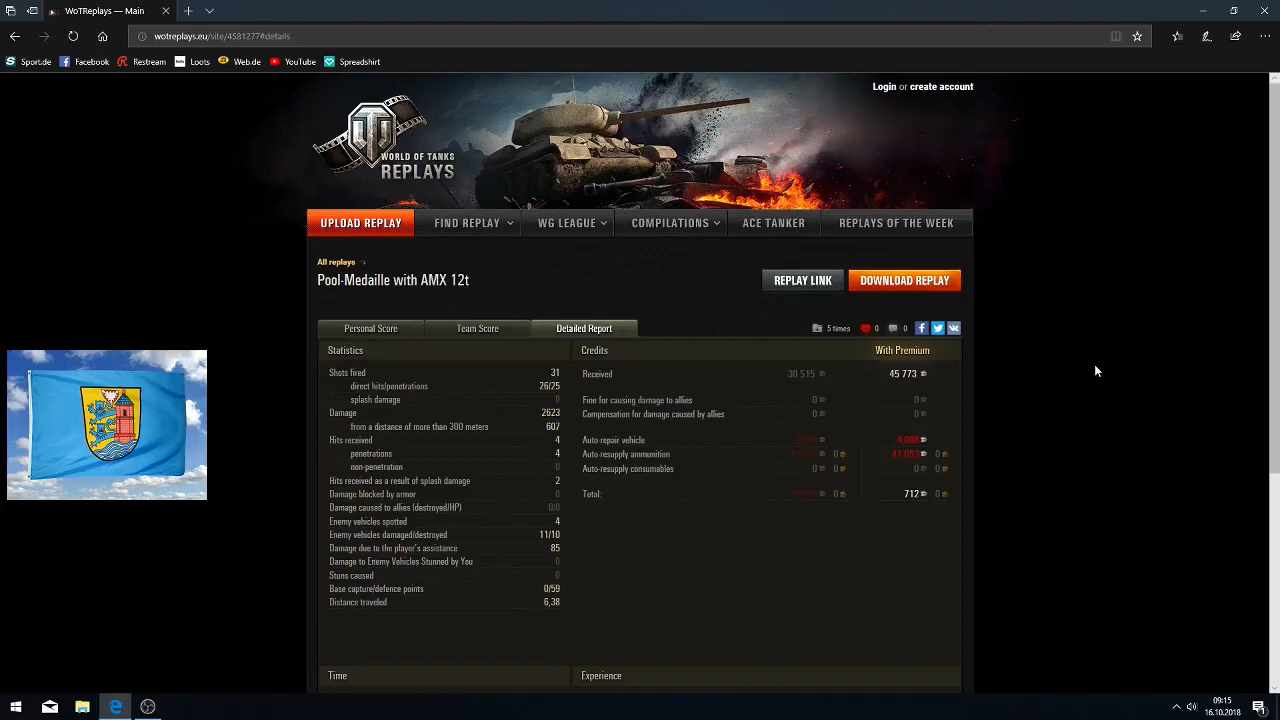 WoTReplays - Main
wotreplays.eu/site/4581277#details
Sport.de Facebook Restream Loots Web.de YouTube Spreadshirt
Login or create account
WORLD OF TANKS
REPLAYS
UPLOAD REPLAY FIND REPLAY WG LEAGUE COMPILATIONS ACE TANKER REPLAYS OF THE WEEK
All replays
Pool-Medaille with AMX 12t
REPLAY LINK DOWNLOAD REPLAY
Personal Score Team Score Detailed Report 5 times 0 0
Statistics Credits With Premium
Shots fired 31 Received 30 515 45 773
direct hits/penetrations 26/25
splash damage 0 Fine for causing damage to allies 0 0
Damage 2623 Compensation for damage caused by allies 0 0
from a distance of more than 300 meters 607
Hits received 4 Auto-repair vehicle 4,068
penetrations 4 Auto-resupply ammunition 0 41,093 0
non-penetration 0 Auto-resupply consumables 0 0 0 0
Hits received as a result of splash damage 2
Damage blocked by armor 0 Total: 0 712 0
Damage caused to allies (destroyed/HP) 0/0
Enemy vehicles spotted 4
Enemy vehicles damaged/destroyed 11/10
Damage due to the player's assistance 85
Damage to Enemy Vehicles Stunned by You 0
Stuns caused 0
Base capture/defence points 0/59
Distance traveled 6,38
Time Experience
09:15
16.10.2018